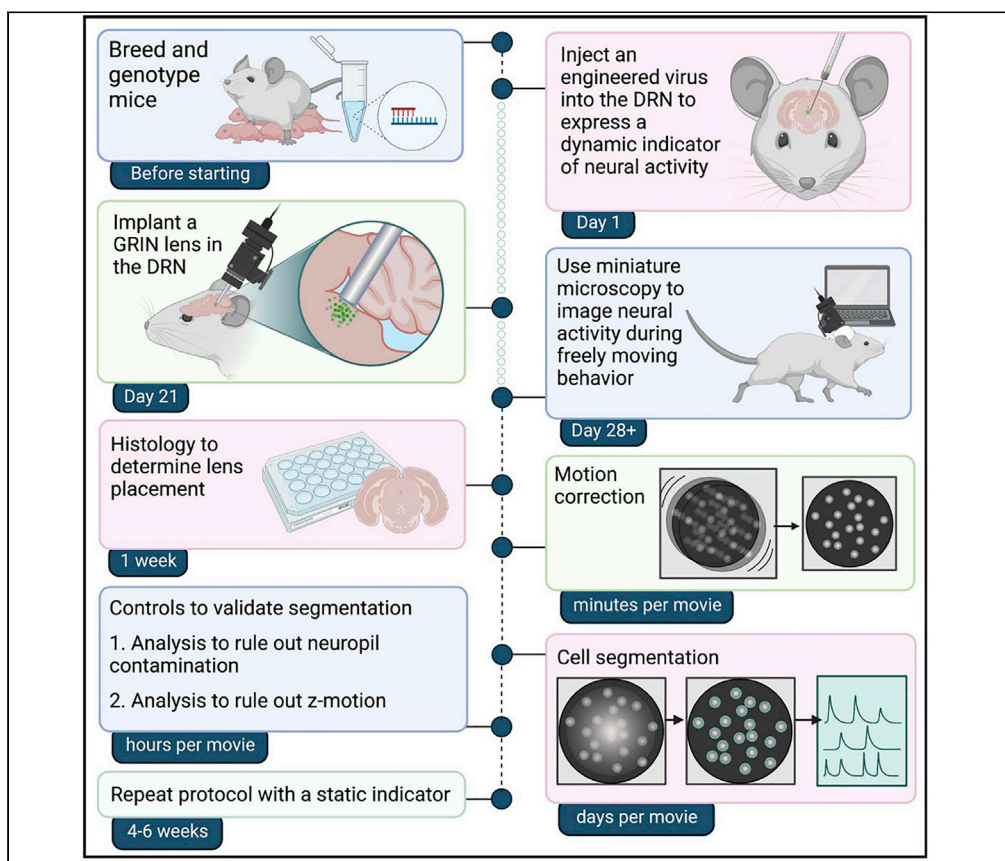 Breed and
genotype
mice
Before starting
Inject an
engineered virus
into the DRN to
express a
dynamic indicator
of neural activity
Day 1
Implant a
GRIN lens in
the DRN
Day 21
Use miniature
microscopy to
image neural
activity during
freely moving
behavior
Day 28+
Histology to
determine lens
placement
1 week
Motion
correction
minutes per movie
Controls to validate segmentation
1. Analysis to rule out neuropil
contamination
2. Analysis to rule out z-motion
hours per movie
Cell segmentation
days per movie
Repeat protocol with a static indicator
4-6 weeks